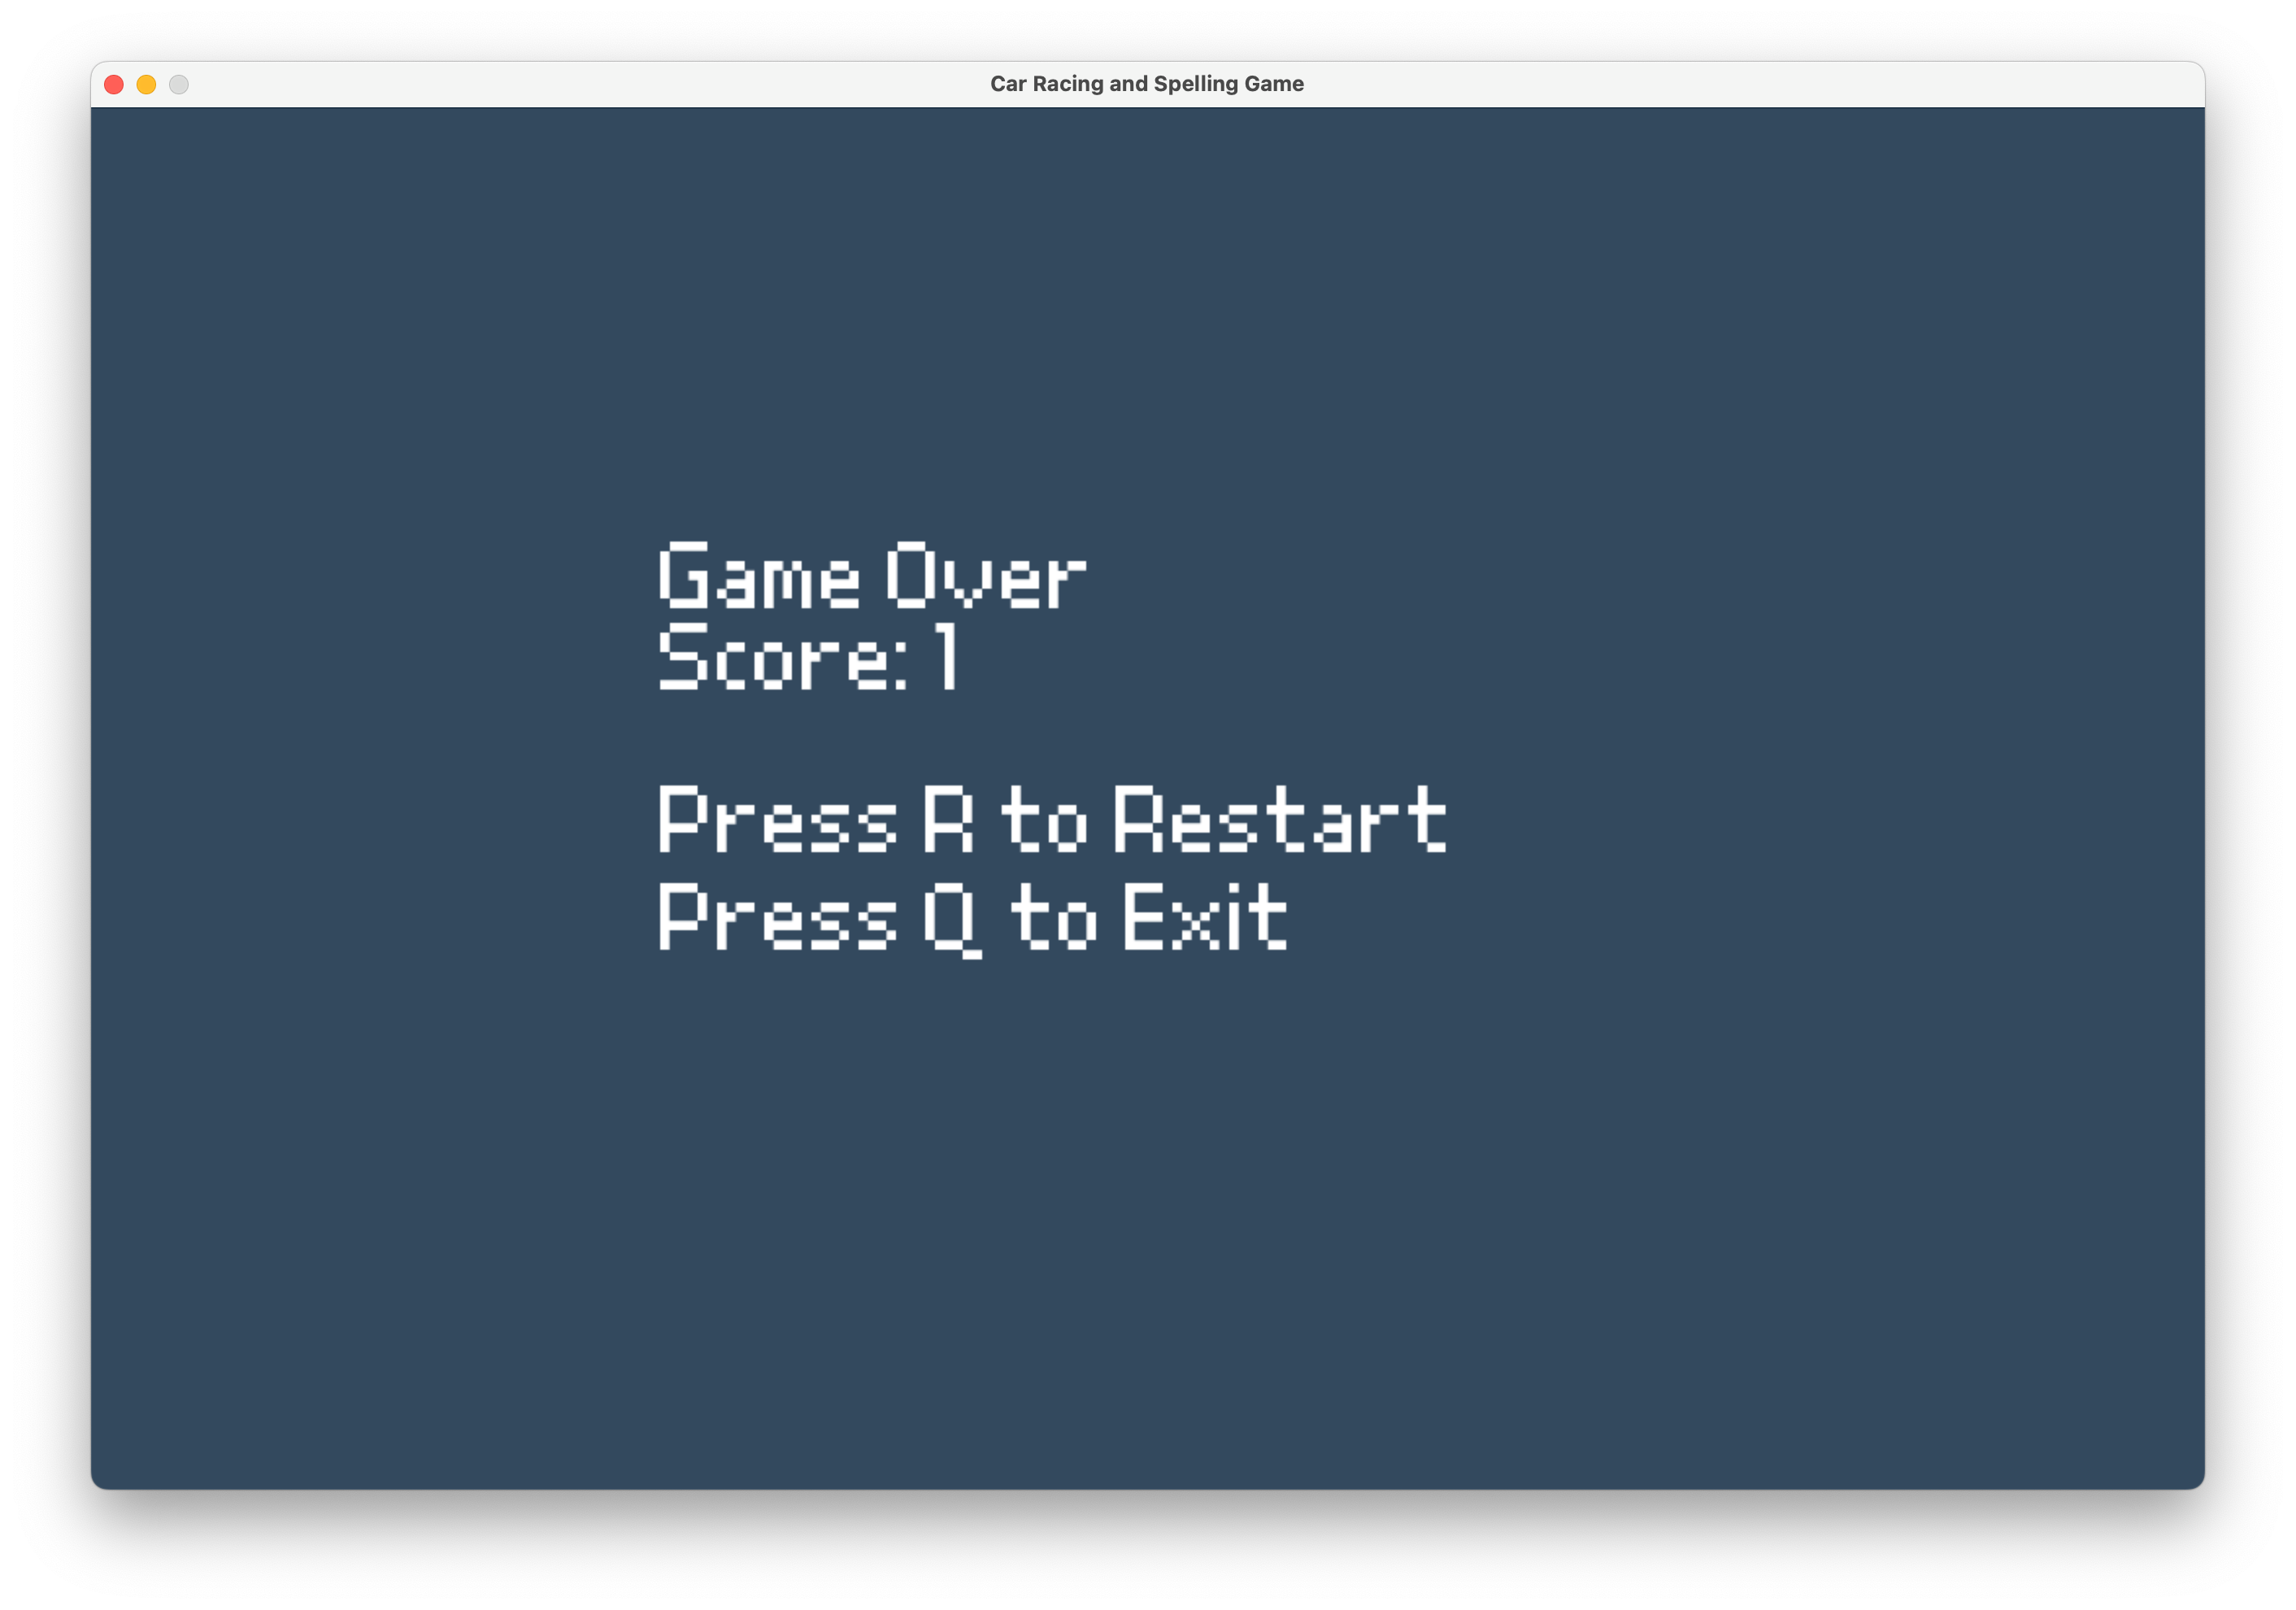 Car Racing and Spelling Game
Game Over
Score: 1
Press R to Restart
Press Q to Exit